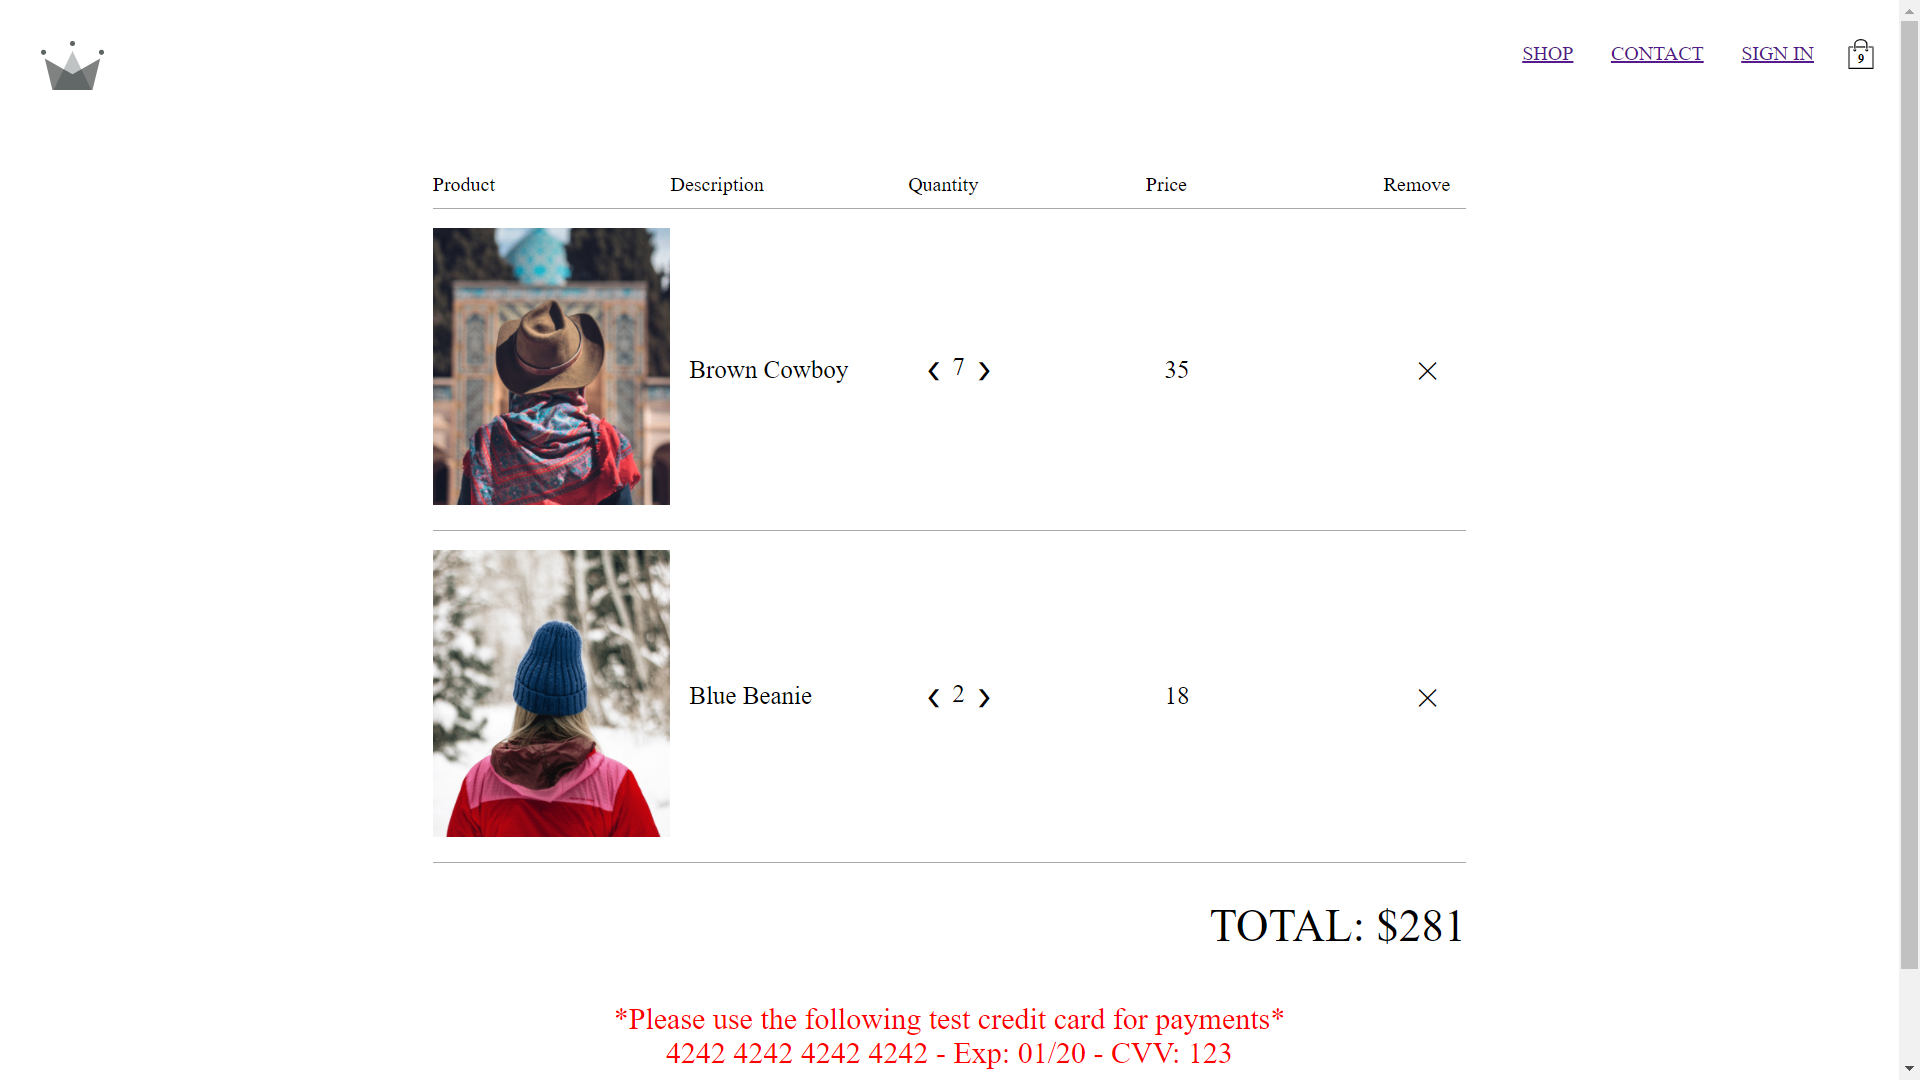 SHOP CONTACT SIGN IN 9
Product Description Quantity Price Remove
Brown Cowboy ❮ 7 ❯ 35
Blue Beanie ❮ 2 ❯ 18
TOTAL: $281
*Please use the following test credit card for payments*
4242 4242 4242 4242 - Exp: 01/20 - CVV: 123